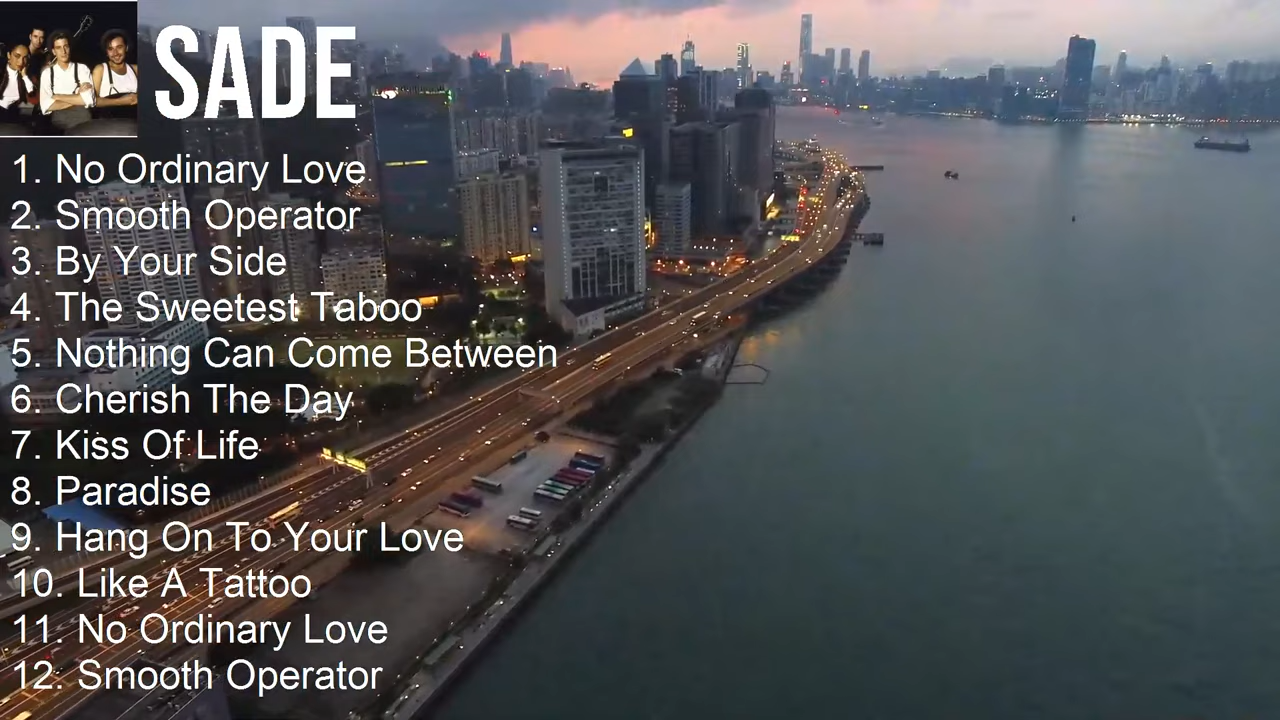 SADE
1. No Ordinary Love
2. Smooth Operator
3. By Your Side
4. The Sweetest Taboo
5. Nothing Can Come Between
6. Cherish The Day
7. Kiss Of Life
8. Paradise
9. Hang On To Your Love
10. Like A Tattoo
11. No Ordinary Love
12. Smooth Operator